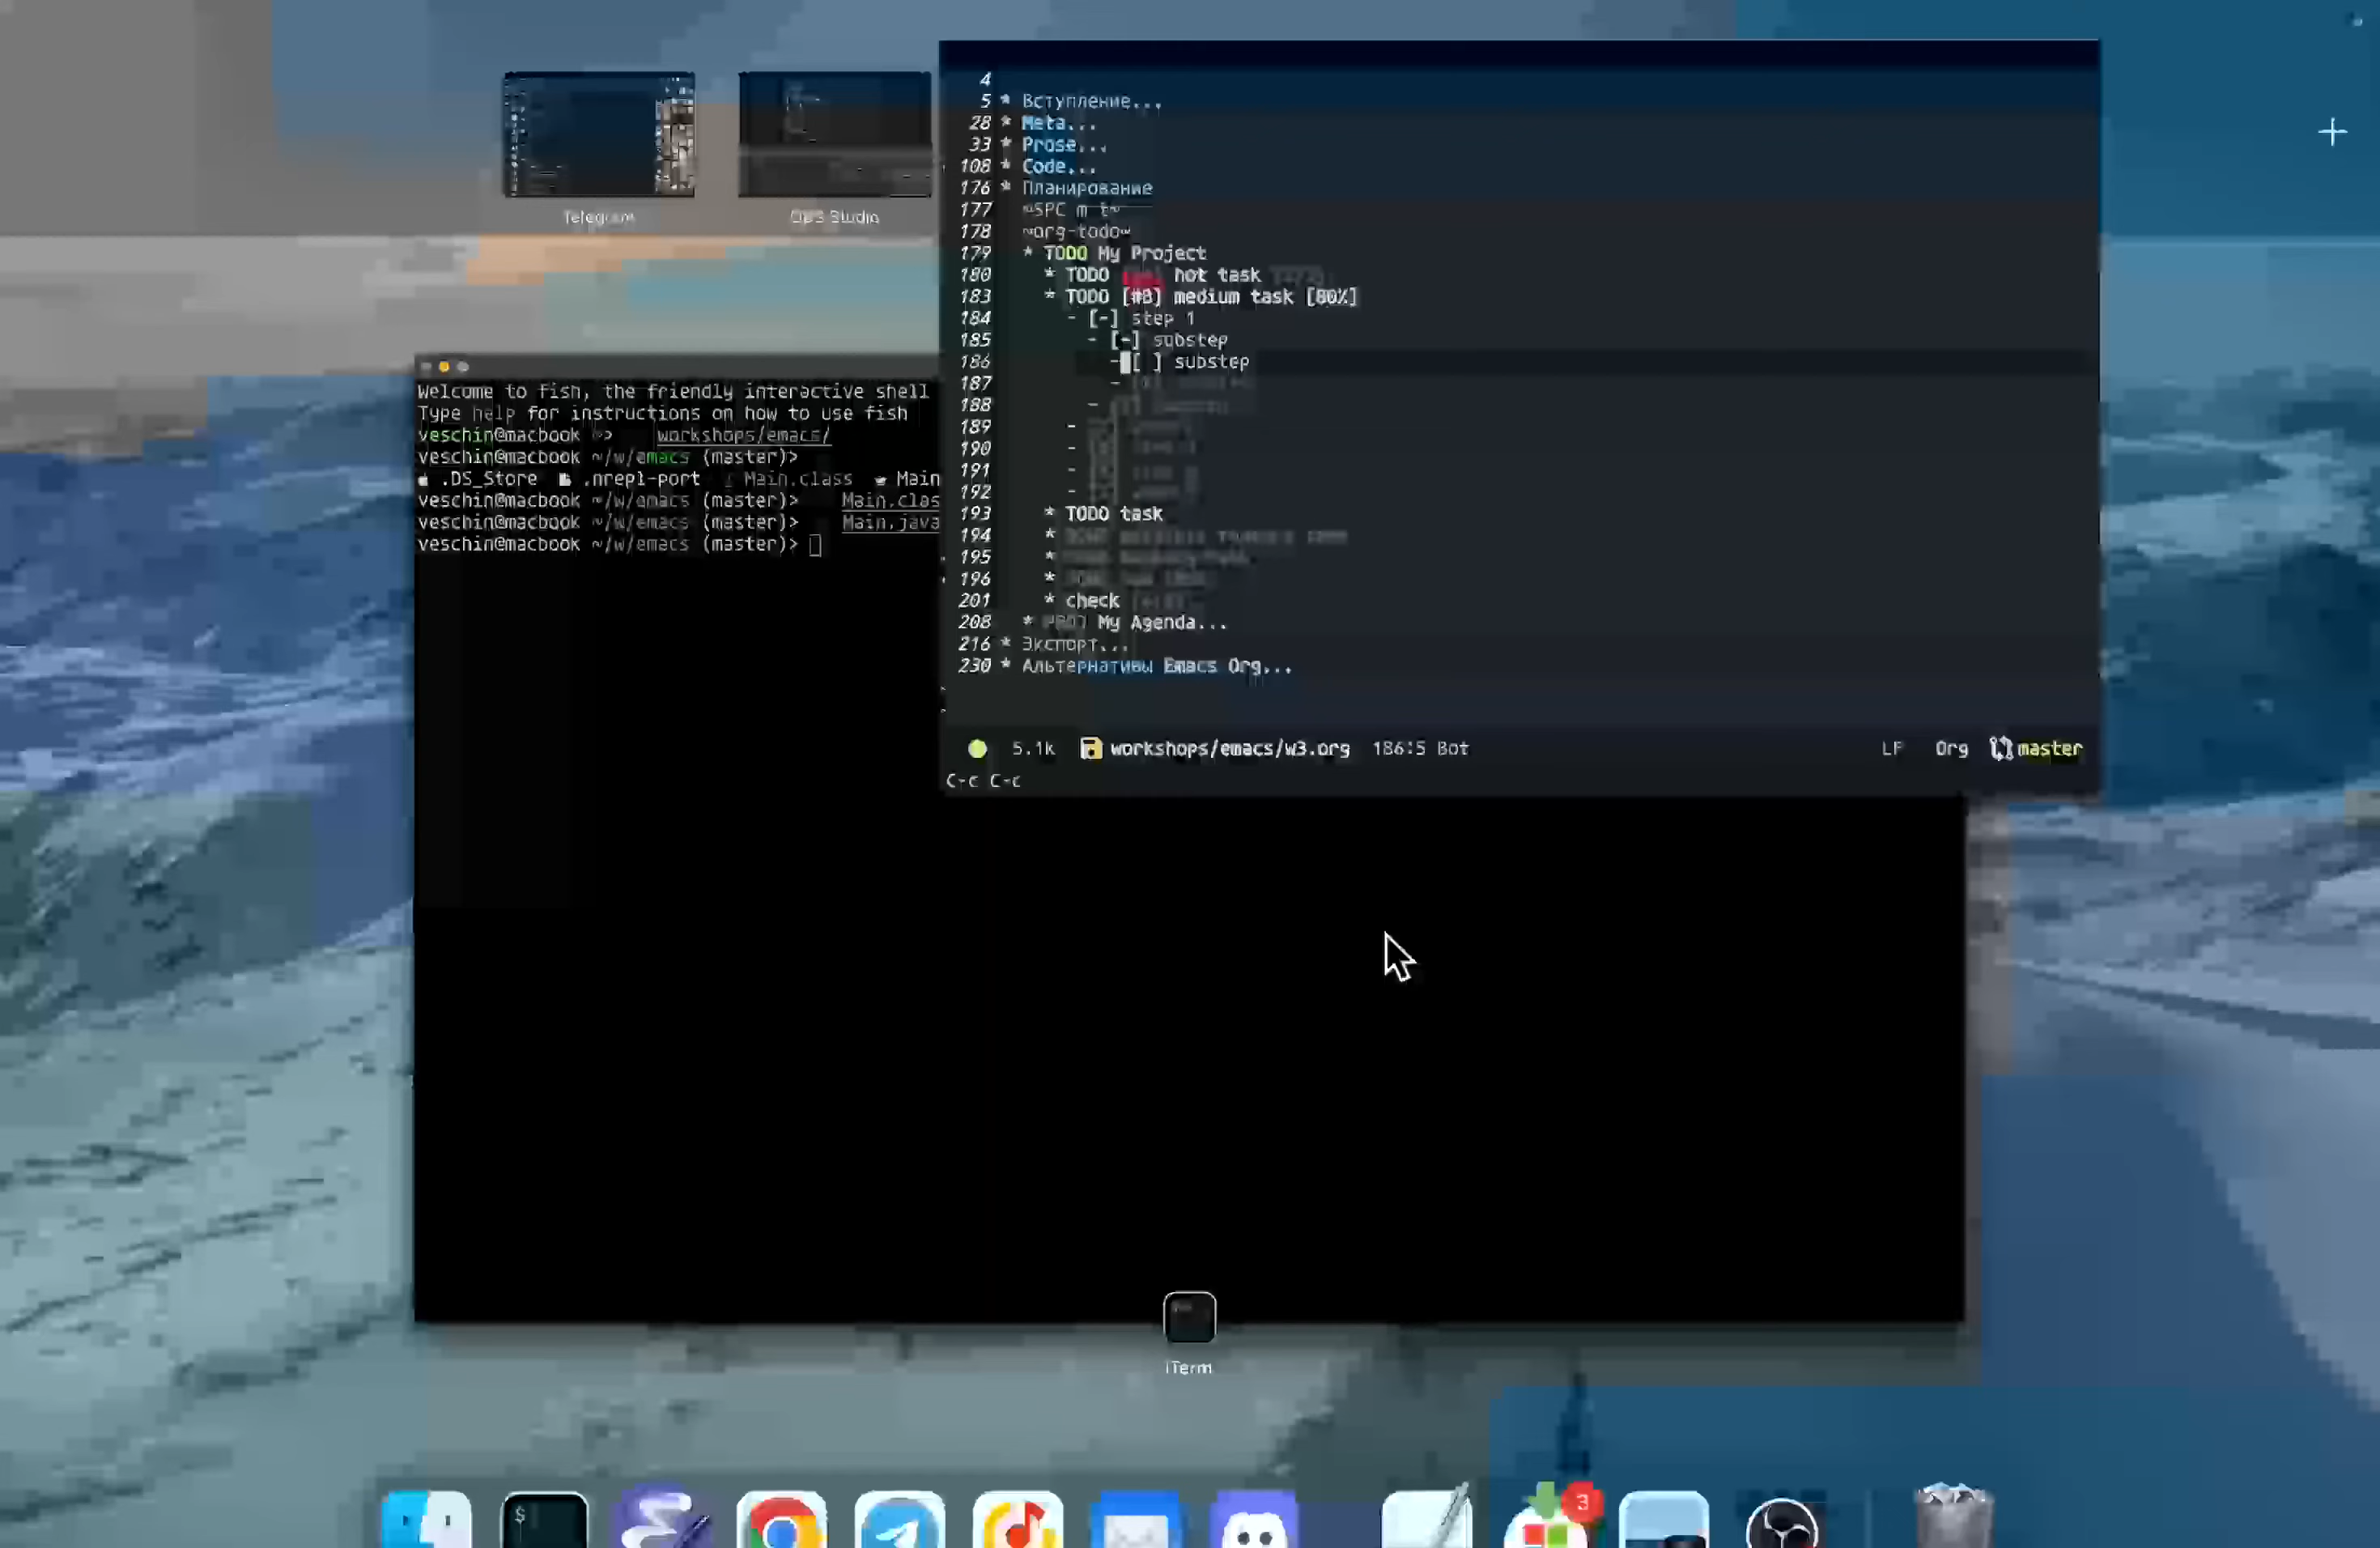 Telegram
4
5 * Вступление...
28 * Meta...
33 * Prose...
108 * Code...
176 * Планирование
177 ~SPC m t~
178 ~org-todo~
179 * TODO My Project
180 * TODO hot task
183 * TODO [#B] medium task [80%]
184 - [-] step 1
185 - [-] substep
186 - [ ] substep
187 -
188 -
189 -
190 -
191 -
192 -
193 * TODO task
194 *
195 *
196 *
201 * check
208 * My Agenda...
216 * Экспорт...
230 * Альтернативы Emacs Org...
5.1k workshops/emacs/w3.org 186:5 Bot LF Org master
C-c C-c
Welcome to fish, the friendly interactive shell
Type help for instructions on how to use fish
veschin@macbook ~> workshops/emacs/
veschin@macbook ~/w/emacs (master)>
.DS_Store .nrepl-port Main.class Main
veschin@macbook ~/w/emacs (master)> Main.clas
veschin@macbook ~/w/emacs (master)> Main.java
veschin@macbook ~/w/emacs (master)>
iTerm
$
3